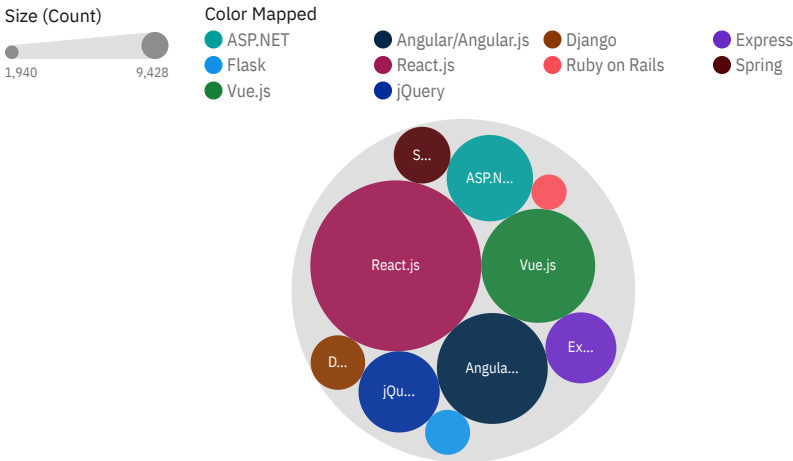 Size (Count)
1,940 9,428
Color Mapped
ASP.NET Angular/Angular.js Django Express
Flask React.js Ruby on Rails Spring
Vue.js jQuery
S...
ASP.N...
React.js
Vue.js
Ex...
D...
Angula...
jQu...